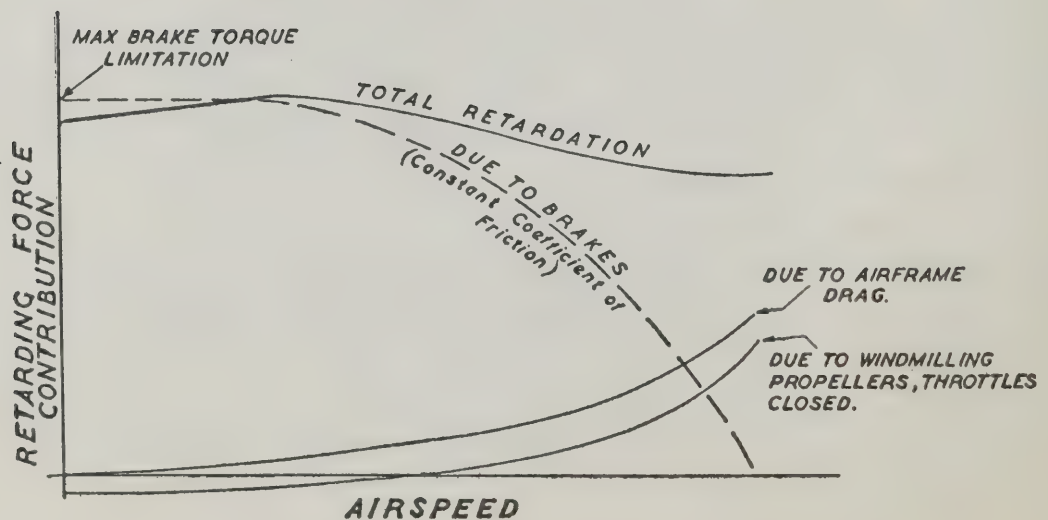 MAX BRAKE TORQUE
LIMITATION
TOTAL RETARDATION
DUE TO BRAKES
(Constant Coefficient of
Friction)
RETARDING FORCE
CONTRIBUTION
DUE TO AIRFRAME
DRAG.
DUE TO WINDMILLING
PROPELLERS, THROTTLES
CLOSED.
AIRSPEED